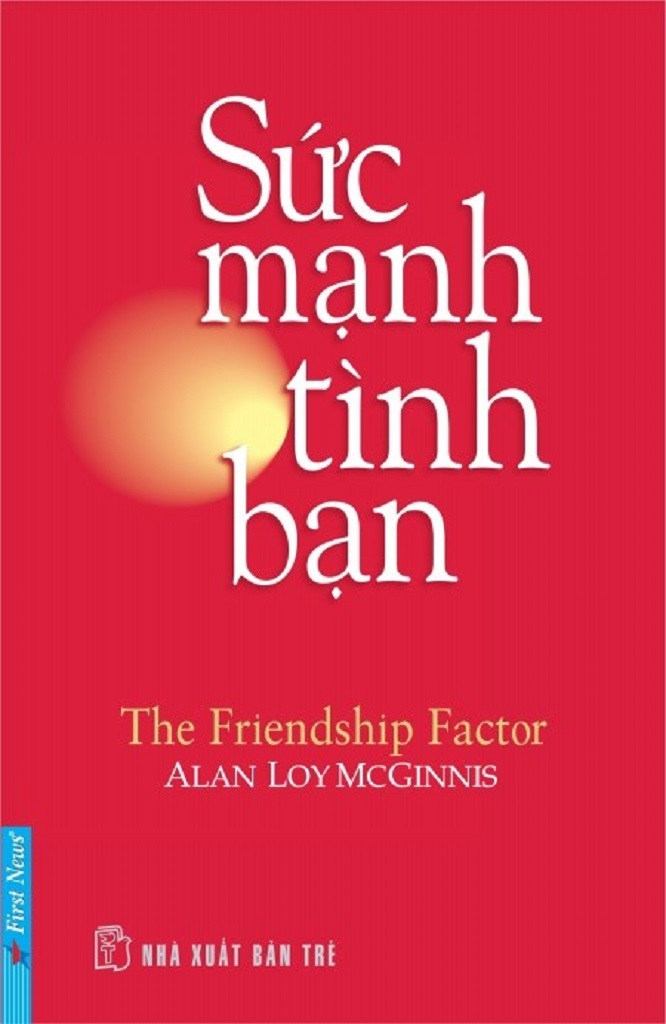 Sức
mạnh
tình
bạn
The Friendship Factor
ALAN LOY MCGINNIS
First News
NHÀ XUẤT BẢN TRẺ